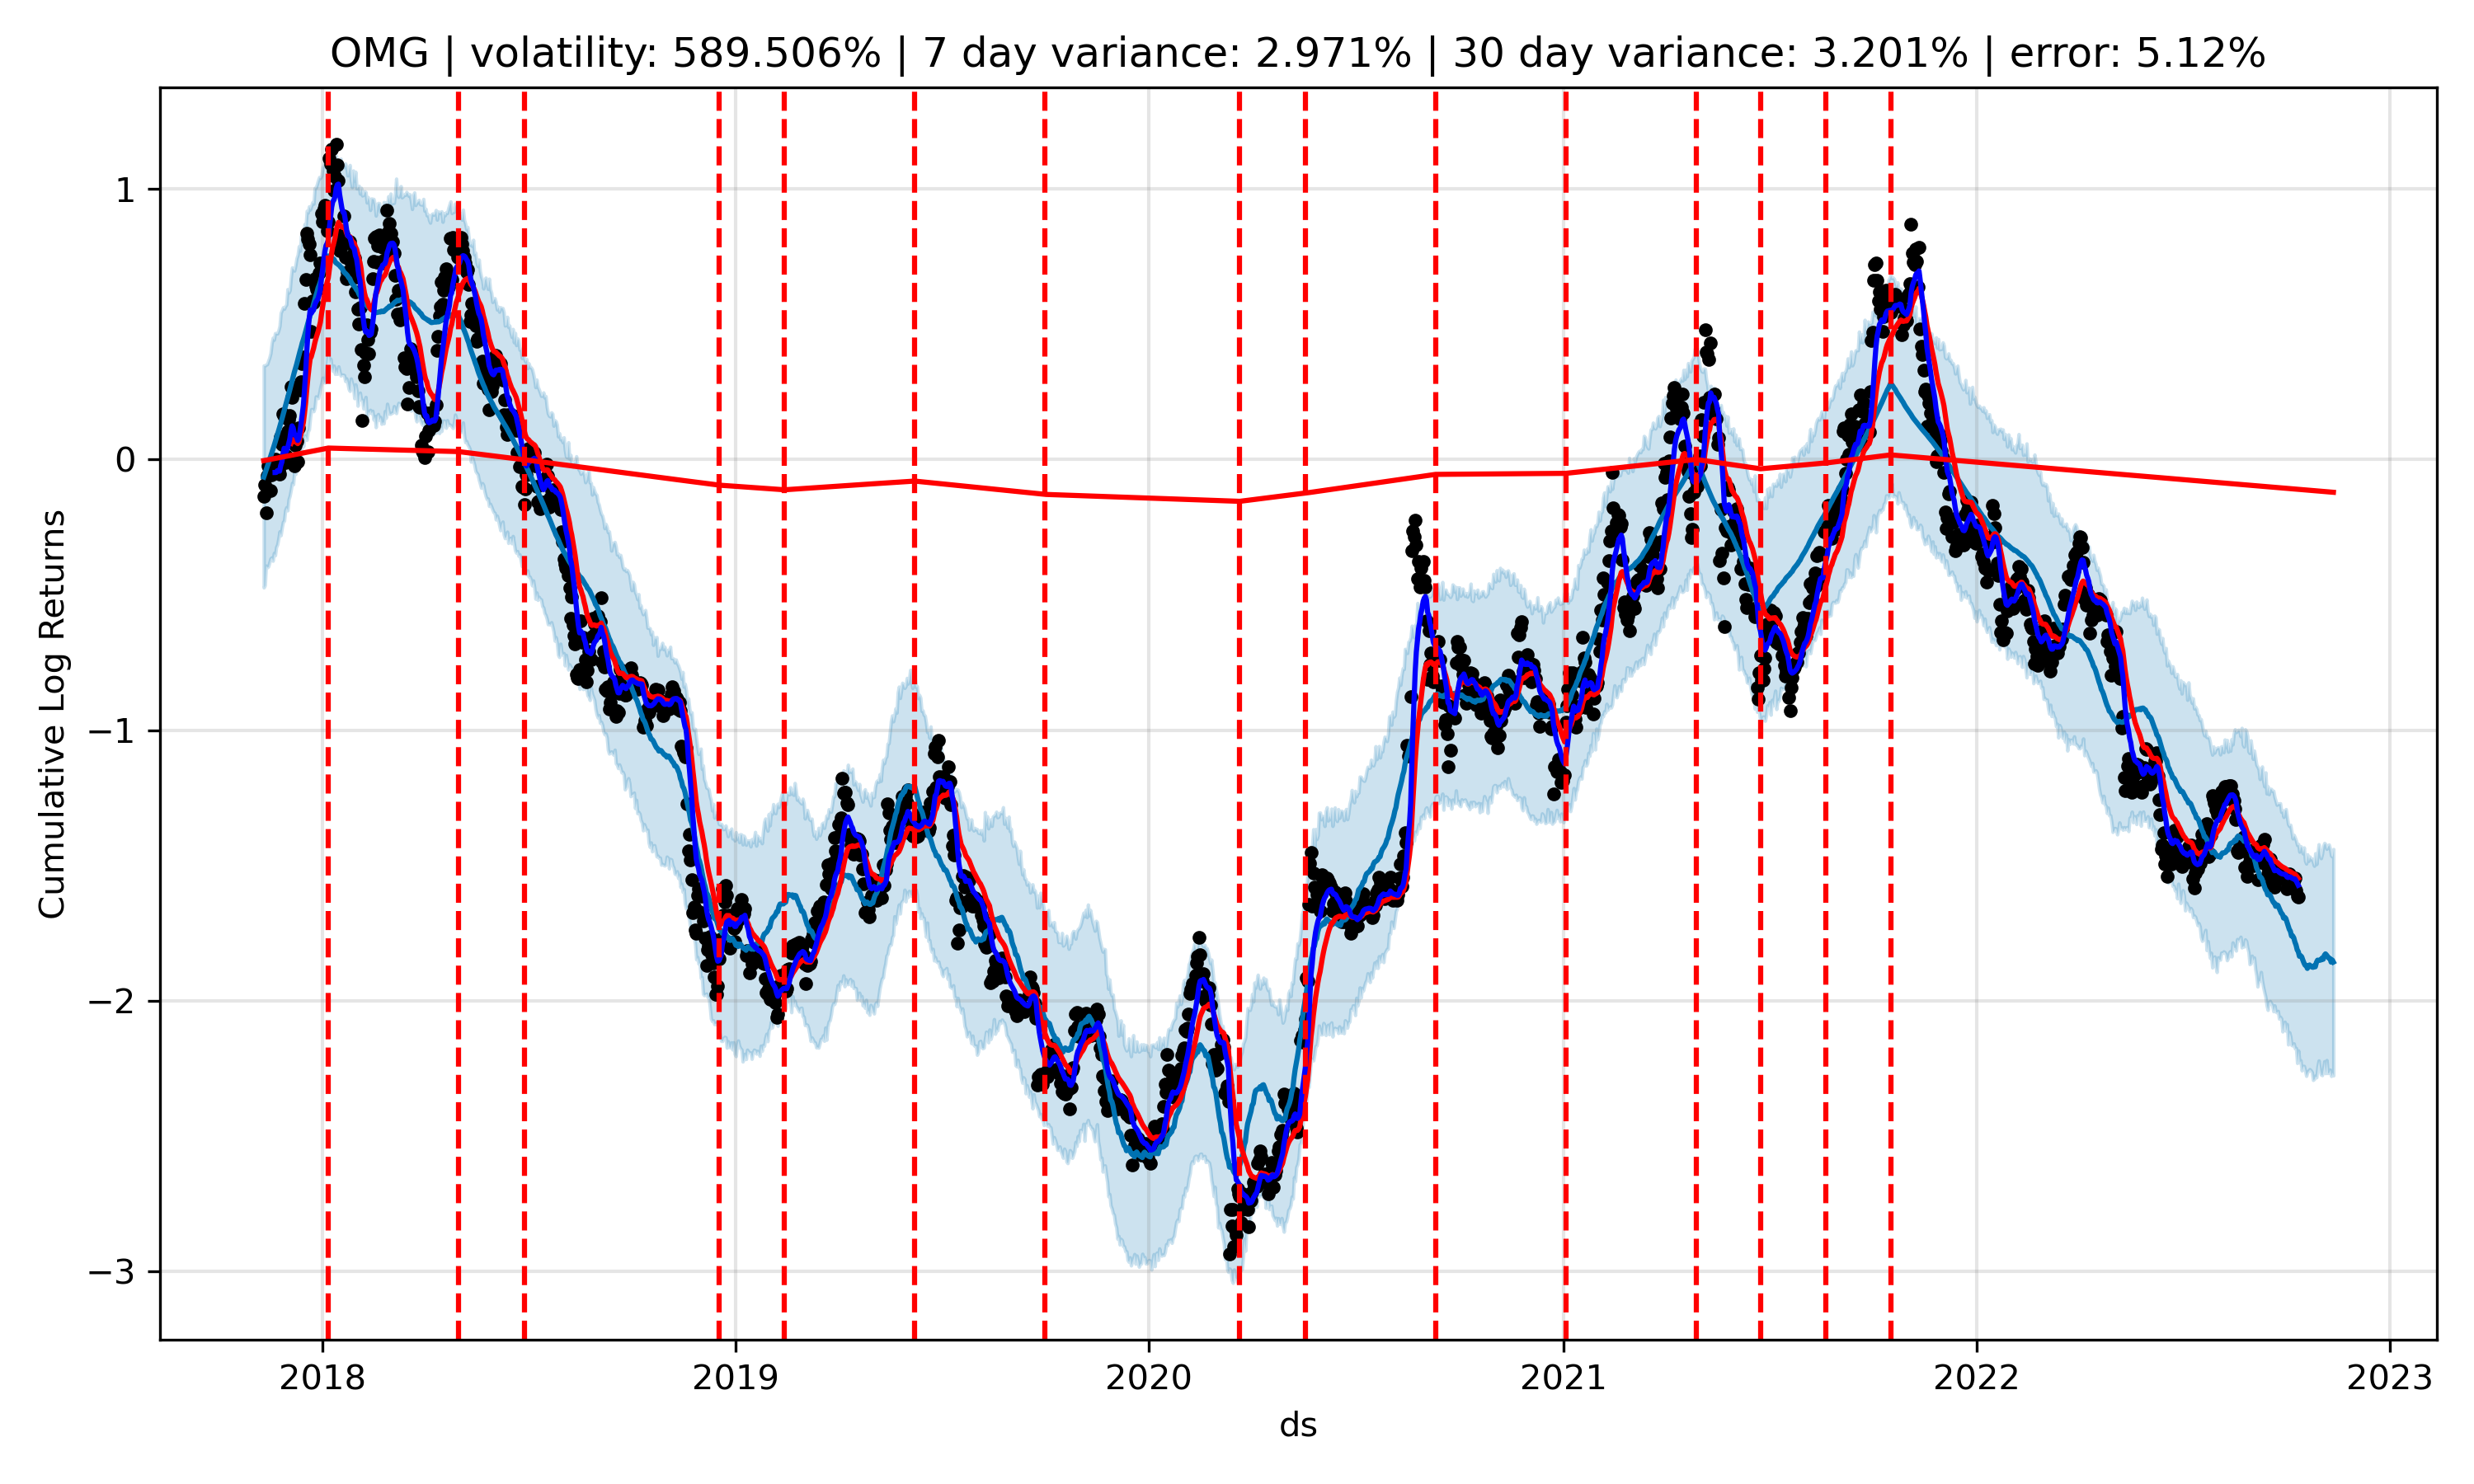 OMG | volatility: 589.506% | 7 day variance: 2.971% | 30 day variance: 3.201% | error: 5.12%
Cumulative Log Returns
1
0
−1
−2
−3
2018 2019 2020 2021 2022 2023
ds